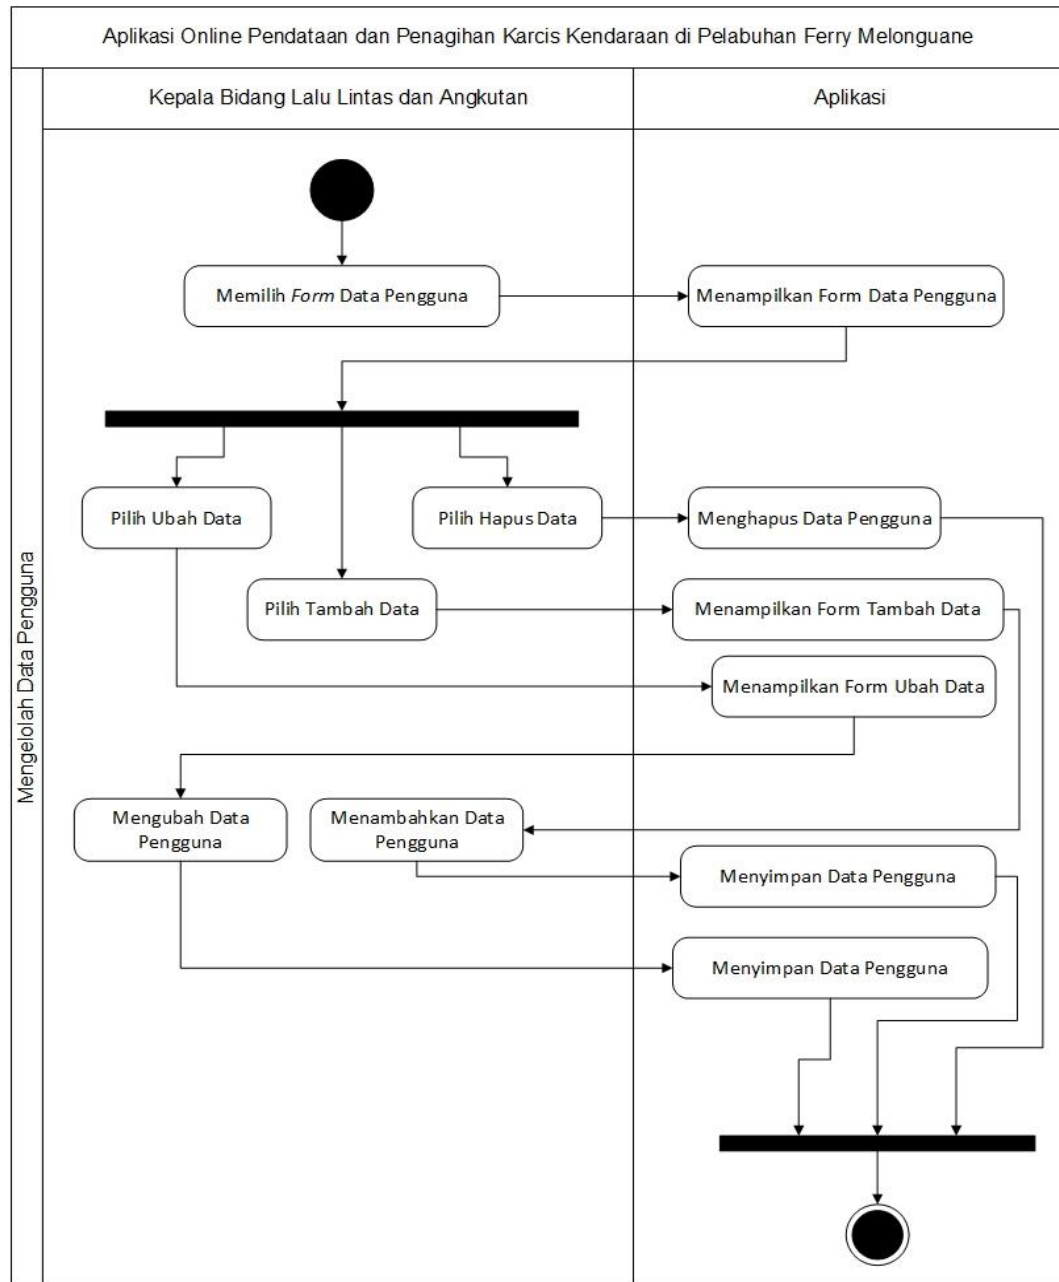 Aplikasi Online Pendataan dan Penagihan Karcis Kendaraan di Pelabuhan Ferry Melonguane
Kepala Bidang Lalu Lintas dan Angkutan
Aplikasi
Mengelolah Data Pengguna
Memilih Form Data Pengguna
Menampilkan Form Data Pengguna
Pilih Ubah Data
Pilih Hapus Data
Menghapus Data Pengguna
Pilih Tambah Data
Menampilkan Form Tambah Data
Menampilkan Form Ubah Data
Mengubah Data
Pengguna
Menambahkan Data
Pengguna
Menyimpan Data Pengguna
Menyimpan Data Pengguna